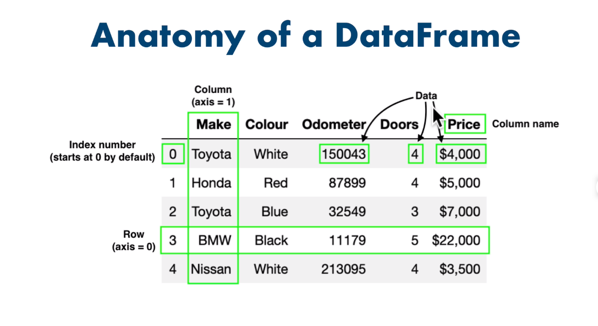 Anatomy of a DataFrame
Column
(axis = 1)
Data
Make Colour Odometer Doors Price
Column name
Index number
(starts at 0 by default)
0 Toyota White 150043 4 $4,000
1 Honda Red 87899 4 $5,000
2 Toyota Blue 32549 3 $7,000
Row
(axis = 0)
3 BMW Black 11179 5 $22,000
4 Nissan White 213095 4 $3,500